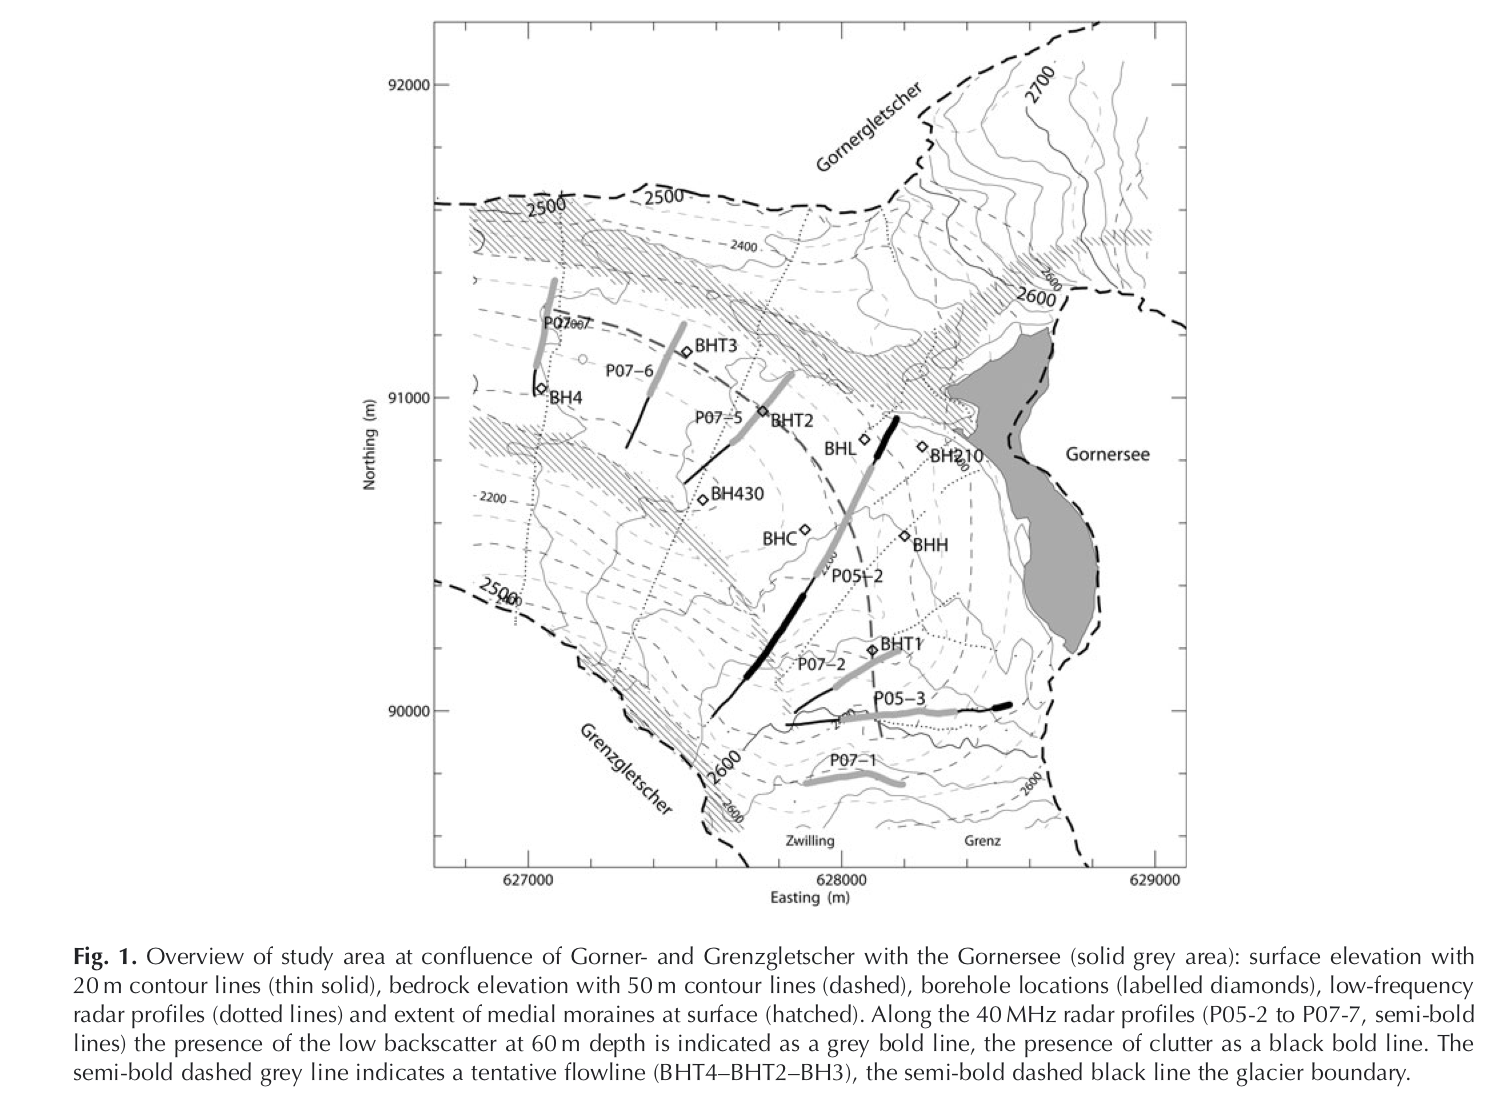 92000
2700
Gornergletscher
2500
2500
2400
2600
2600
P07–6
BHT3
BH4
91000
P07–5
BHT2
BHL
BH210
Gornersee
Northing (m)
2200
BH430
BHC
BHH
2200
P05–2
2500
BHT1
P07–2
P05–3
90000
Grenzgletscher
2600
P07–1
2600
2600
Zwilling
Grenz
627000
628000
629000
Easting (m)
Fig. 1. Overview of study area at confluence of Gorner- and Grenzgletscher with the Gornersee (solid grey area): surface elevation with
20 m contour lines (thin solid), bedrock elevation with 50 m contour lines (dashed), borehole locations (labelled diamonds), low-frequency
radar profiles (dotted lines) and extent of medial moraines at surface (hatched). Along the 40 MHz radar profiles (P05-2 to P07-7, semi-bold
lines) the presence of the low backscatter at 60 m depth is indicated as a grey bold line, the presence of clutter as a black bold line. The
semi-bold dashed grey line indicates a tentative flowline (BHT4–BHT2–BH3), the semi-bold dashed black line the glacier boundary.